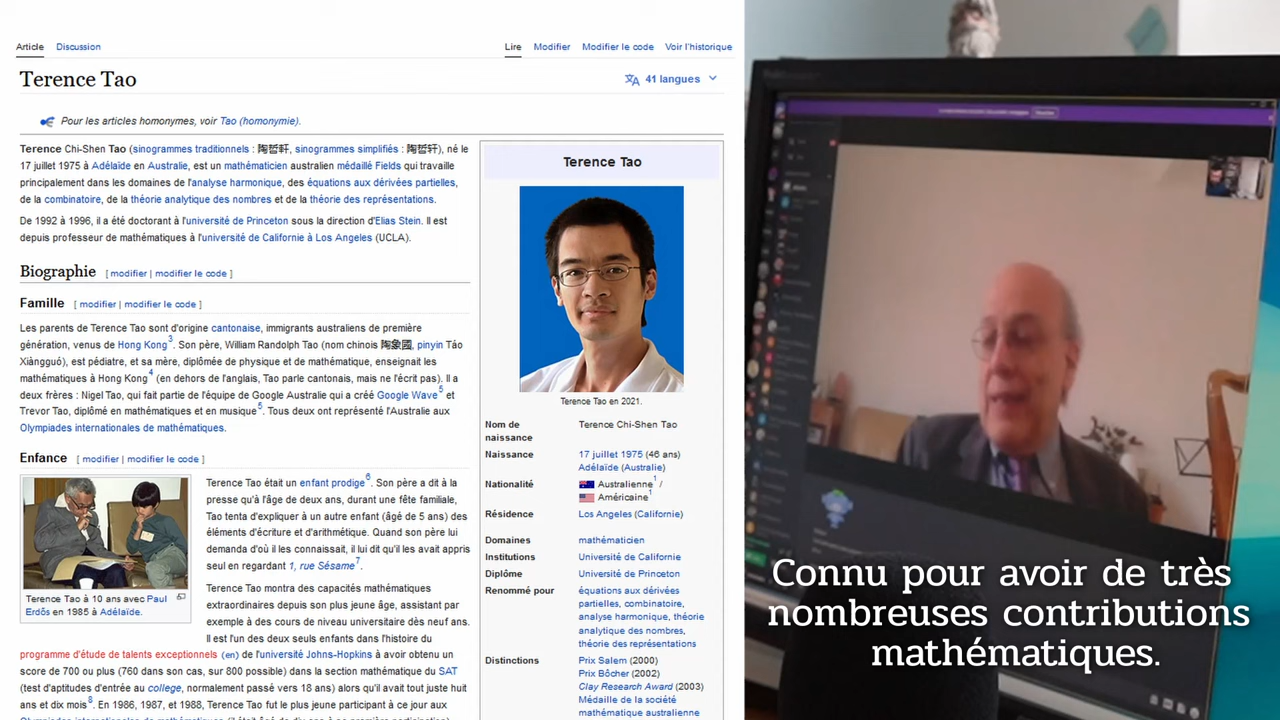 Article Discussion Lire Modifier Modifier le code Voir l'historique
Terence Tao
41 langues
Pour les articles homonymes, voir Tao (homonymie).
Terence Chi-Shen Tao (sinogrammes traditionnels : 陶哲軒, sinogrammes simplifiés : 陶哲轩), né le
17 juillet 1975 à Adélaïde en Australie, est un mathématicien australien médaillé Fields qui travaille
principalement dans les domaines de l'analyse harmonique, des équations aux dérivées partielles,
de la combinatoire, de la théorie analytique des nombres et de la théorie des représentations.
De 1992 à 1996, il a été doctorant à l'université de Princeton sous la direction d'Elias Stein. Il est
depuis professeur de mathématiques à l'université de Californie à Los Angeles (UCLA).
Biographie [ modifier | modifier le code ]
Famille [ modifier | modifier le code ]
Les parents de Terence Tao sont d'origine cantonaise, immigrants australiens de première
génération, venus de Hong Kong3. Son père, William Randolph Tao (nom chinois 陶象國, pinyin Táo
Xiàngguó), est pédiatre, et sa mère, diplômée de physique et de mathématique, enseignait les
mathématiques à Hong Kong4 (en dehors de l'anglais, Tao parle cantonais, mais ne l'écrit pas). Il a
deux frères : Nigel Tao, qui fait partie de l'équipe de Google Australie qui a créé Google Wave5 et
Trevor Tao, diplômé en mathématiques et en musique5. Tous deux ont représenté l'Australie aux
Olympiades internationales de mathématiques.
Enfance [ modifier | modifier le code ]
Terence Tao à 10 ans avec Paul
Erdős en 1985 à Adélaïde.
Terence Tao était un enfant prodige6. Son père a dit à la
presse qu'à l'âge de deux ans, durant une fête familiale,
Tao tenta d'expliquer à un autre enfant (âgé de 5 ans) des
éléments d'écriture et d'arithmétique. Quand son père lui
demanda d'où il les connaissait, il lui dit qu'il les avait appris
seul en regardant 1, rue Sésame7.
Terence Tao montra des capacités mathématiques
extraordinaires depuis son plus jeune âge, assistant par
exemple à des cours de niveau universitaire dès neuf ans.
Il est l'un des deux seuls enfants dans l'histoire du
programme d'étude de talents exceptionnels (en) de l'université Johns-Hopkins à avoir obtenu un
score de 700 ou plus (760 dans son cas, sur 800 possible) dans la section mathématique du SAT
(test d'aptitudes d'entrée au college, normalement passé vers 18 ans) alors qu'il avait tout juste huit
ans et dix mois8. En 1986, 1987, et 1988, Terence Tao fut le plus jeune participant à ce jour aux
Olympiades internationales de mathématiques (il était âgé de dix ans à sa première participation)
Terence Tao
Terence Tao en 2021.
Nom de naissance Terence Chi-Shen Tao
Naissance 17 juillet 1975 (46 ans)
Adélaïde (Australie)
Nationalité Australienne1 /
Américaine1
Résidence Los Angeles (Californie)
Domaines mathématicien
Institutions Université de Californie
Diplôme Université de Princeton
Renommé pour équations aux dérivées
partielles, combinatoire,
analyse harmonique, théorie
analytique des nombres,
théorie des représentations
Distinctions Prix Salem (2000)
Prix Bôcher (2002)
Clay Research Award (2003)
Médaille de la société
mathématique australienne
Connu pour avoir de très
nombreuses contributions
mathématiques.